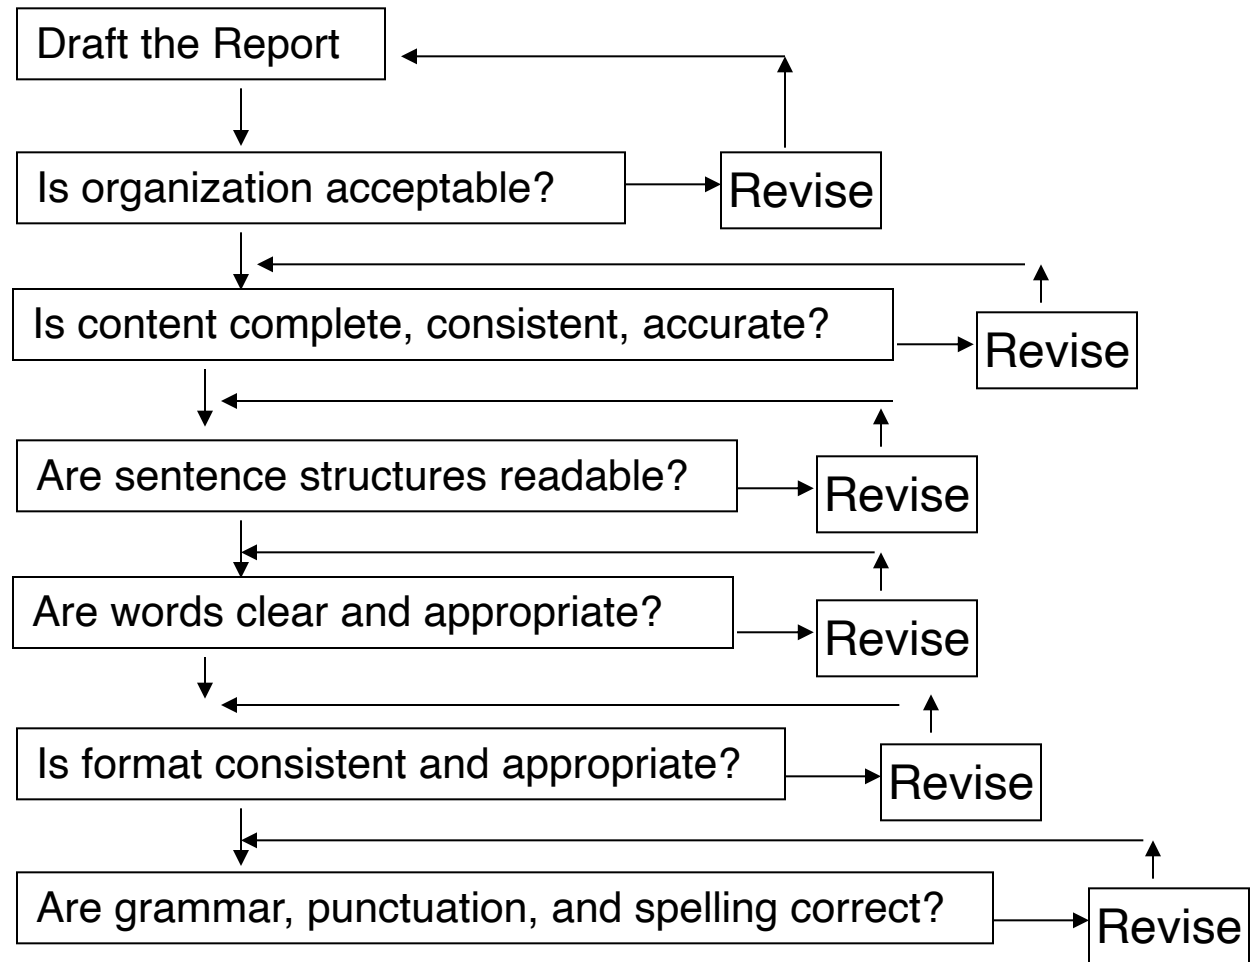 Draft the Report
Is organization acceptable?
Revise
Is content complete, consistent, accurate?
Revise
Are sentence structures readable?
Revise
Are words clear and appropriate?
Revise
Is format consistent and appropriate?
Revise
Are grammar, punctuation, and spelling correct?
Revise